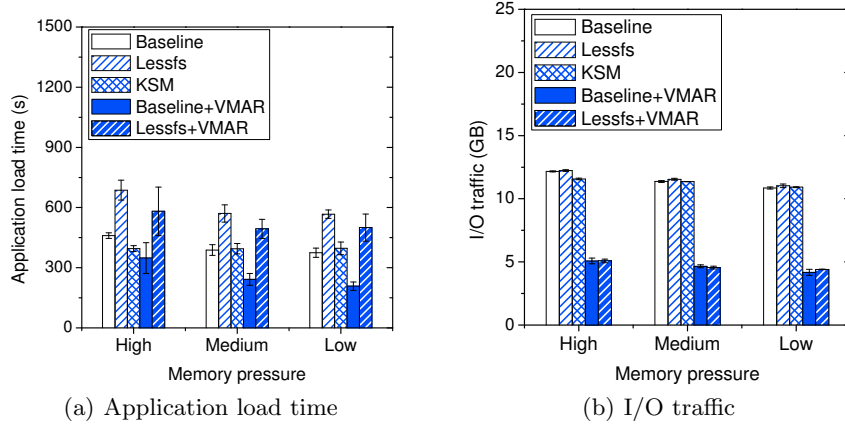 1500
1200
900
600
300
0
Application load time (s)
Baseline
Lessfs
KSM
Baseline+VMAR
Lessfs+VMAR
High Medium Low
Memory pressure
(a) Application load time
25
20
15
10
5
0
I/O traffic (GB)
Baseline
Lessfs
KSM
Baseline+VMAR
Lessfs+VMAR
High Medium Low
Memory pressure
(b) I/O traffic